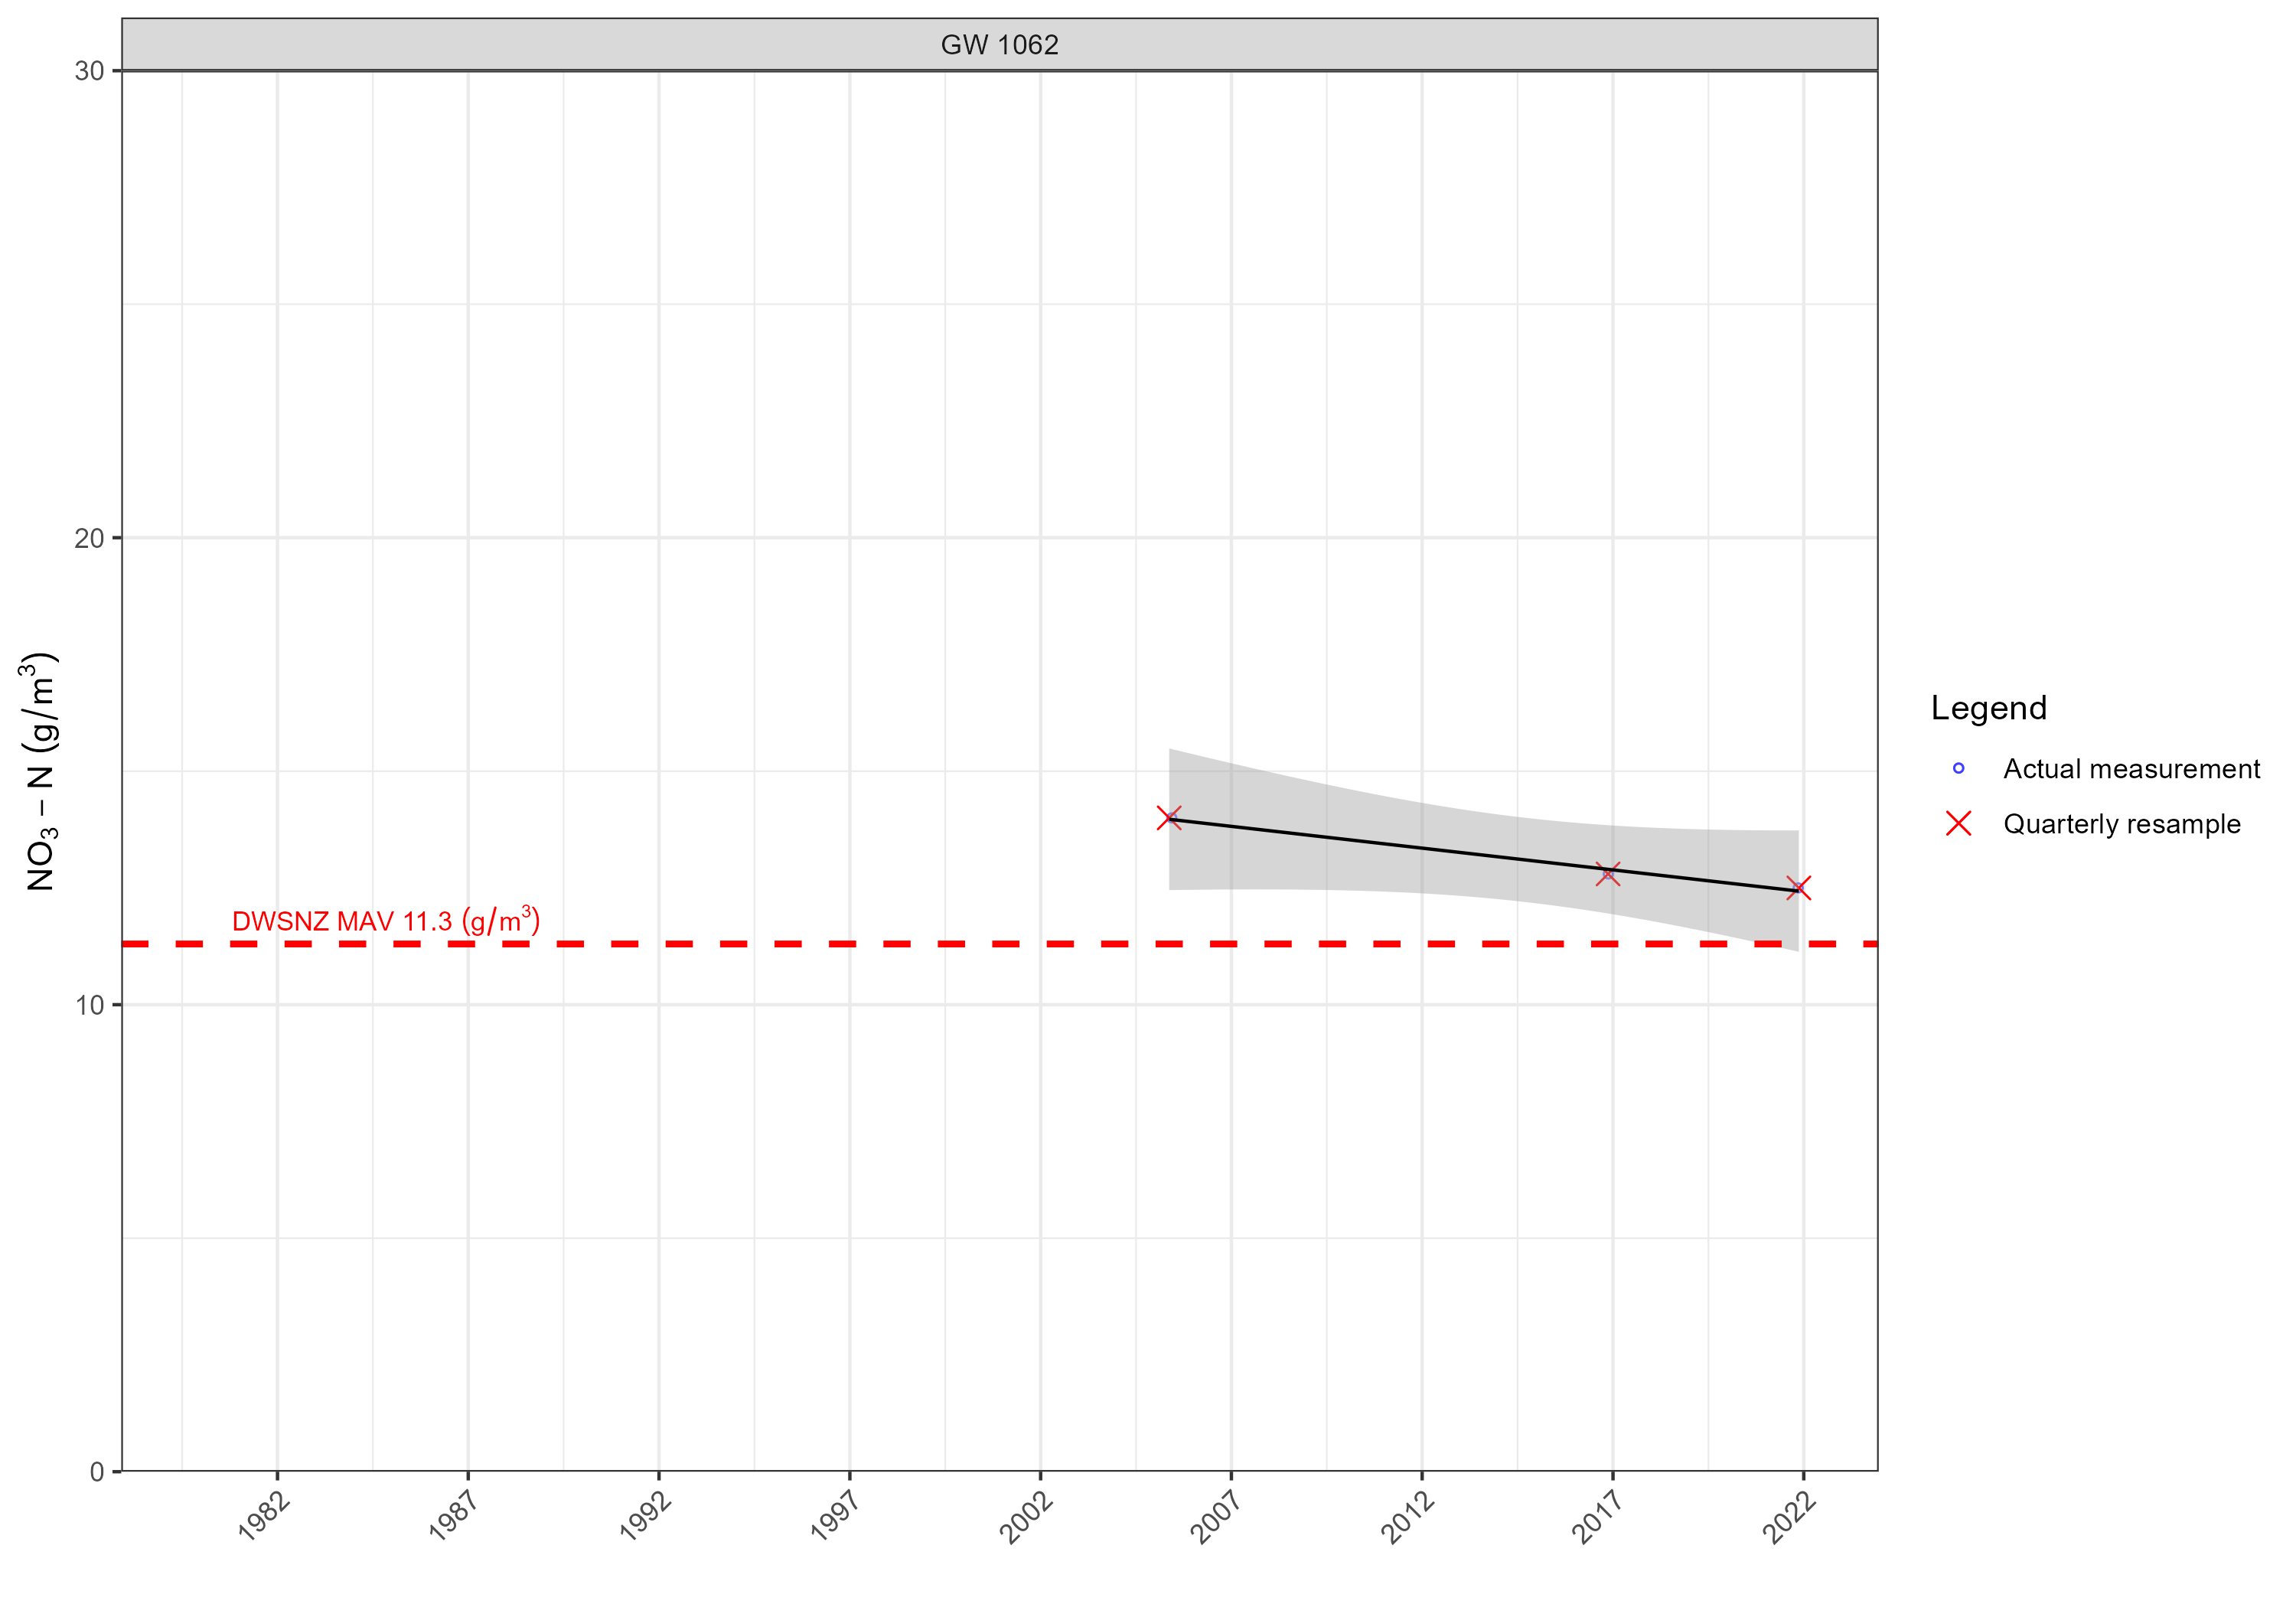 GW 1062
30
20
10
0
NO₃ – N (g/m³)
DWSNZ MAV 11.3 (g/m³)
1982
1987
1992
1997
2002
2007
2012
2017
2022
Legend
Actual measurement
Quarterly resample